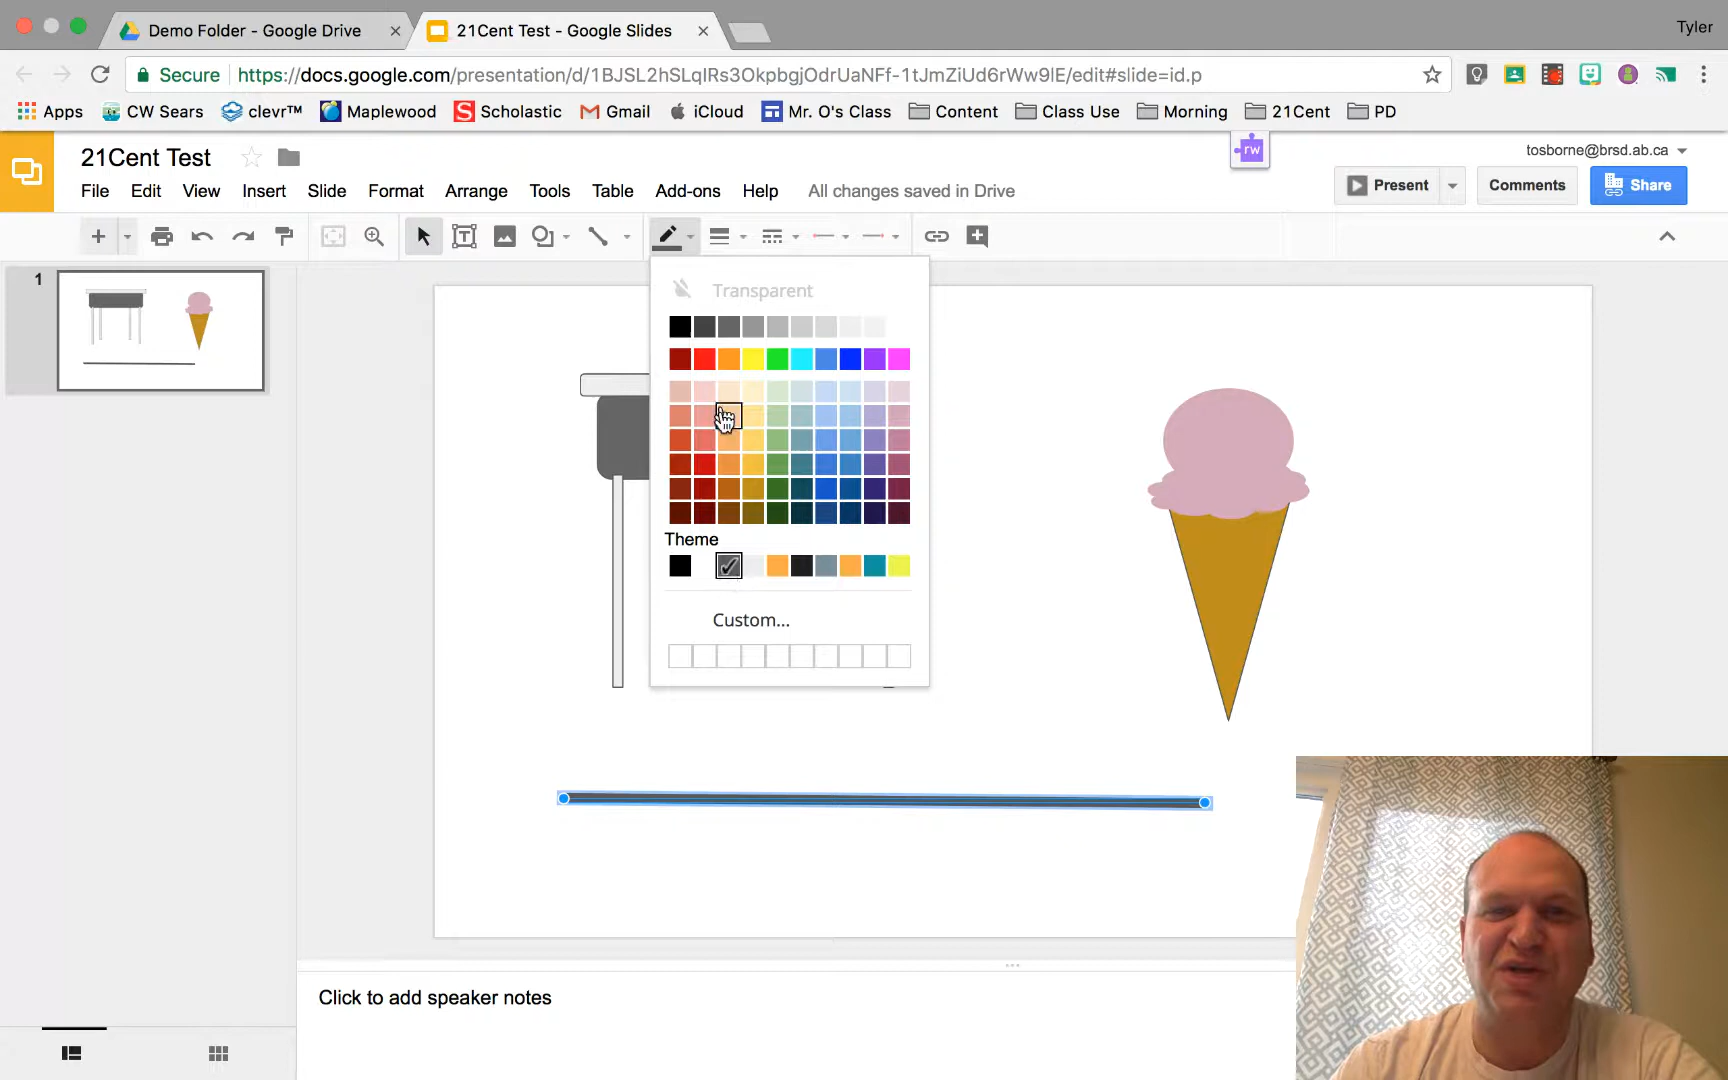 Demo Folder - Google Drive
21Cent Test - Google Slides
Tyler
Secure
https://docs.google.com/presentation/d/1BJSL2hSLqIRs3OkpbgjOdrUaNFf-1tJmZiUd6rWw9lE/edit#slide=id.p
Apps CW Sears clevr™ Maplewood Scholastic Gmail iCloud Mr. O's Class Content Class Use Morning 21Cent PD
rw
21Cent Test
tosborne@brsd.ab.ca
File Edit View Insert Slide Format Arrange Tools Table Add-ons Help All changes saved in Drive
Present Comments Share
1
Transparent
Theme
Custom...
Click to add speaker notes